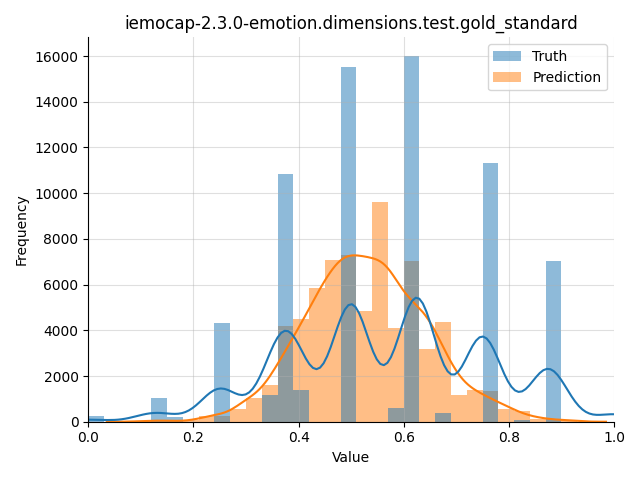 iemocap-2.3.0-emotion.dimensions.test.gold_standard
Truth
Prediction
Frequency
16000
14000
12000
10000
8000
6000
4000
2000
0
0.0 0.2 0.4 0.6 0.8 1.0
Value